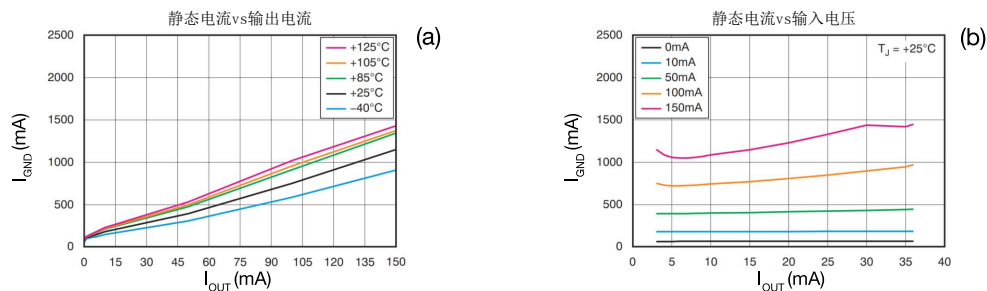 静态电流vs输出电流
(a)
I_GND (mA)
2500
2000
1500
1000
500
0
+125°C
+105°C
+85°C
+25°C
−40°C
0 15 30 45 60 75 90 105 120 135 150
I_OUT (mA)
静态电流vs输入电压
(b)
I_GND (mA)
2500
2000
1500
1000
500
0
0mA
10mA
50mA
100mA
150mA
T_J = +25°C
0 5 10 15 20 25 30 35 40
I_OUT (mA)